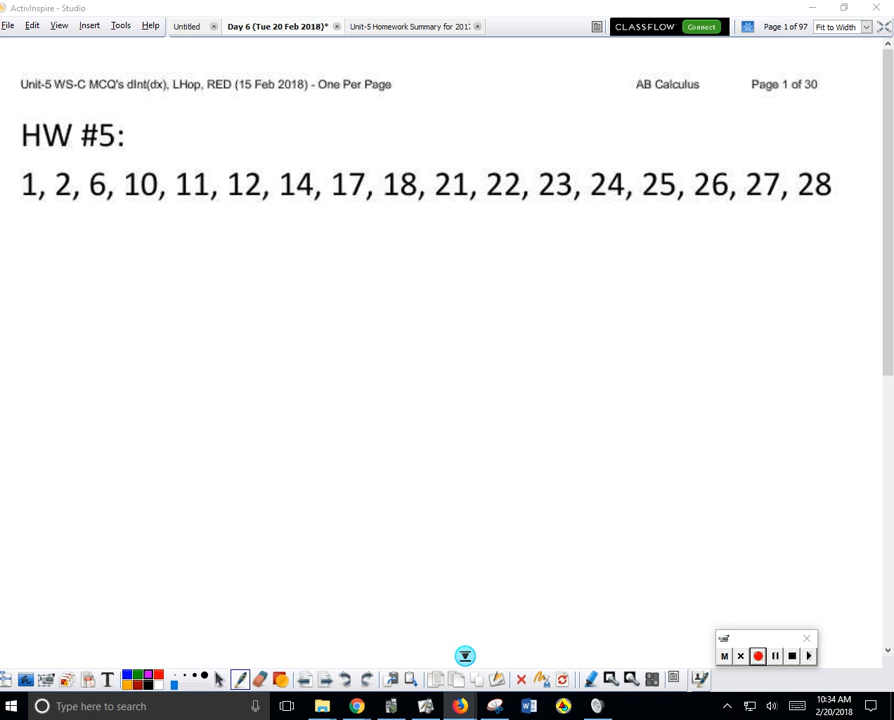 ActivInspire - Studio
File Edit View Insert Tools Help
Untitled
Day 6 (Tue 20 Feb 2018)*
Unit-5 Homework Summary for 2017
CLASSFLOW Connect
Page 1 of 97
Fit to Width
Unit-5 WS-C MCQ's dInt(dx), LHop, RED (15 Feb 2018) - One Per Page AB Calculus Page 1 of 30
HW #5:
1, 2, 6, 10, 11, 12, 14, 17, 18, 21, 22, 23, 24, 25, 26, 27, 28
M
T
Type here to search
W
10:34 AM
2/20/2018